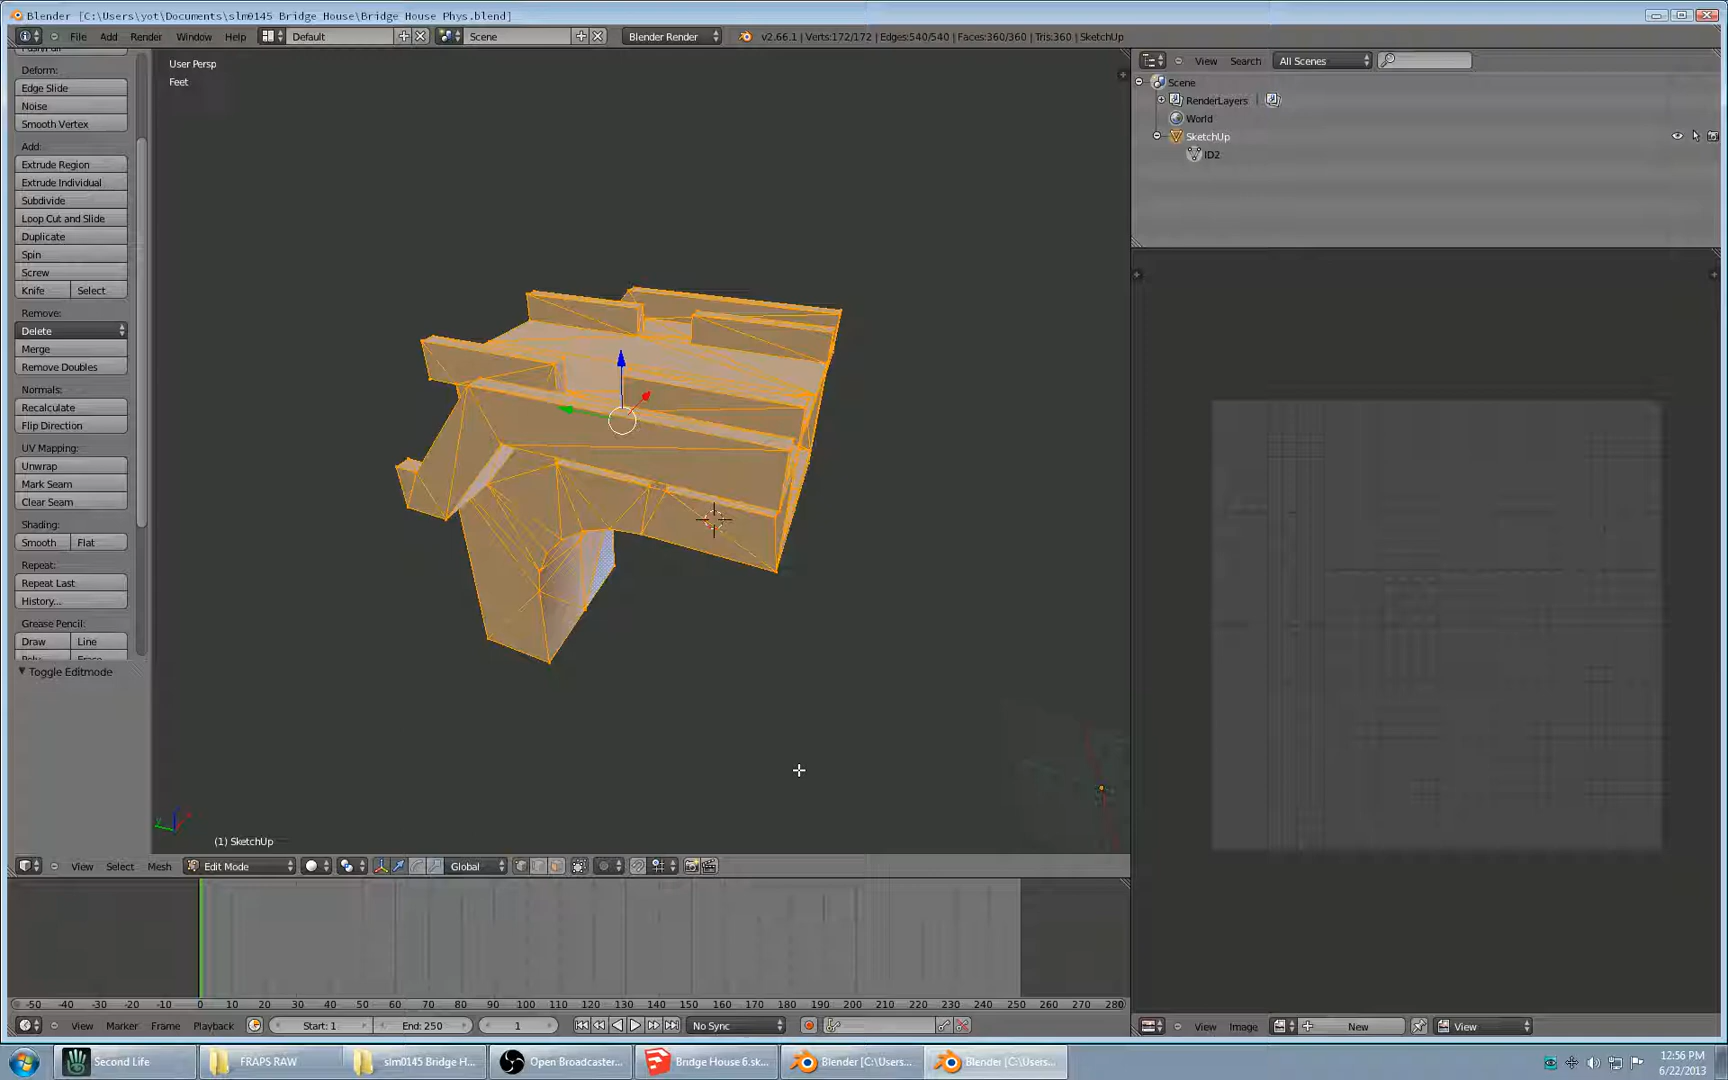 Blender [C:\Users\yot\Documents\slm0145 Bridge House\Bridge House Phys.blend]
File Add Render Window Help Default Scene Blender Render v2.66.1 | Verts:172/172 | Edges:540/540 | Faces:360/360 | Tris:360 | SketchUp
User Persp
Feet
Deform:
Edge Slide
Noise
Smooth Vertex
Add:
Extrude Region
Extrude Individual
Subdivide
Loop Cut and Slide
Duplicate
Spin
Screw
Knife Select
Remove:
Delete
Merge
Remove Doubles
Normals:
Recalculate
Flip Direction
UV Mapping:
Unwrap
Mark Seam
Clear Seam
Shading:
Smooth Flat
Repeat:
Repeat Last
History...
Grease Pencil:
Draw Line
Toggle Editmode
View Search All Scenes
Scene
RenderLayers
World
SketchUp
ID2
(1) SketchUp
View Select Mesh Edit Mode Global
-50 -40 -30 -20 -10 0 10 20 30 40 50 60 70 80 90 100 110 120 130 140 150 160 170 180 190 200 210 220 230 240 250 260 270 280
View Marker Frame Playback Start: 1 End: 250 1 No Sync
View Image New View
Second Life FRAPS RAW slm0145 Bridge H... Open Broadcaster... Bridge House 6.sk... Blender [C:\Users... Blender [C:\Users...
12:56 PM
6/22/2013